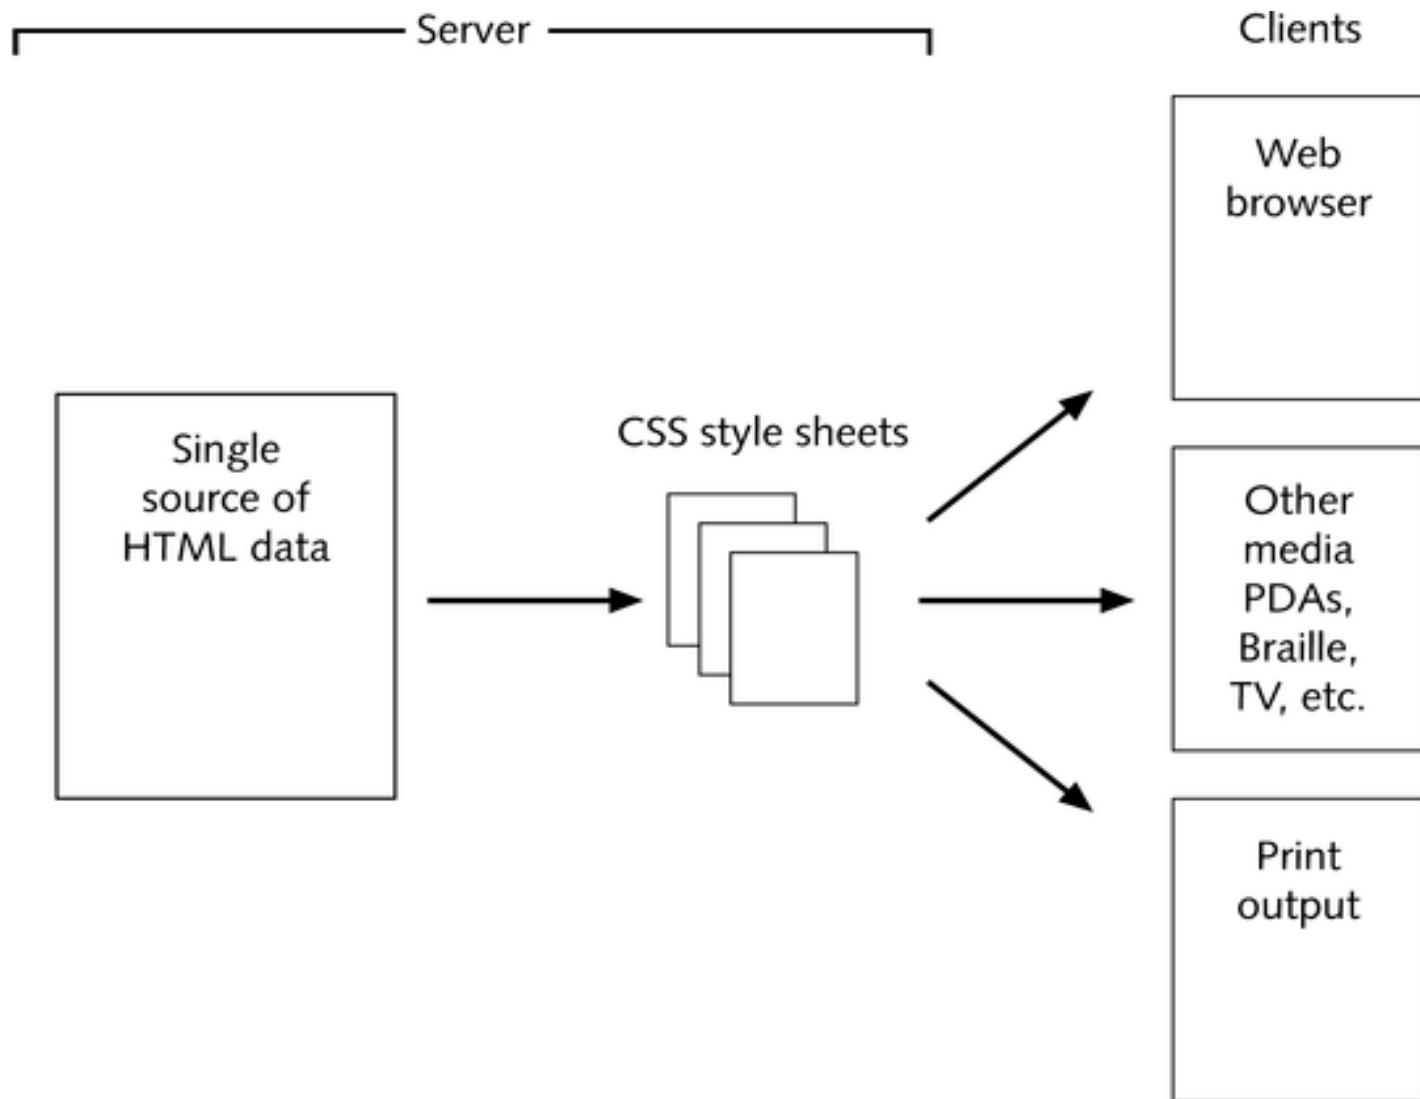 Server
Clients
Web
browser
Single
source of
HTML data
CSS style sheets
Other
media
PDAs,
Braille,
TV, etc.
Print
output